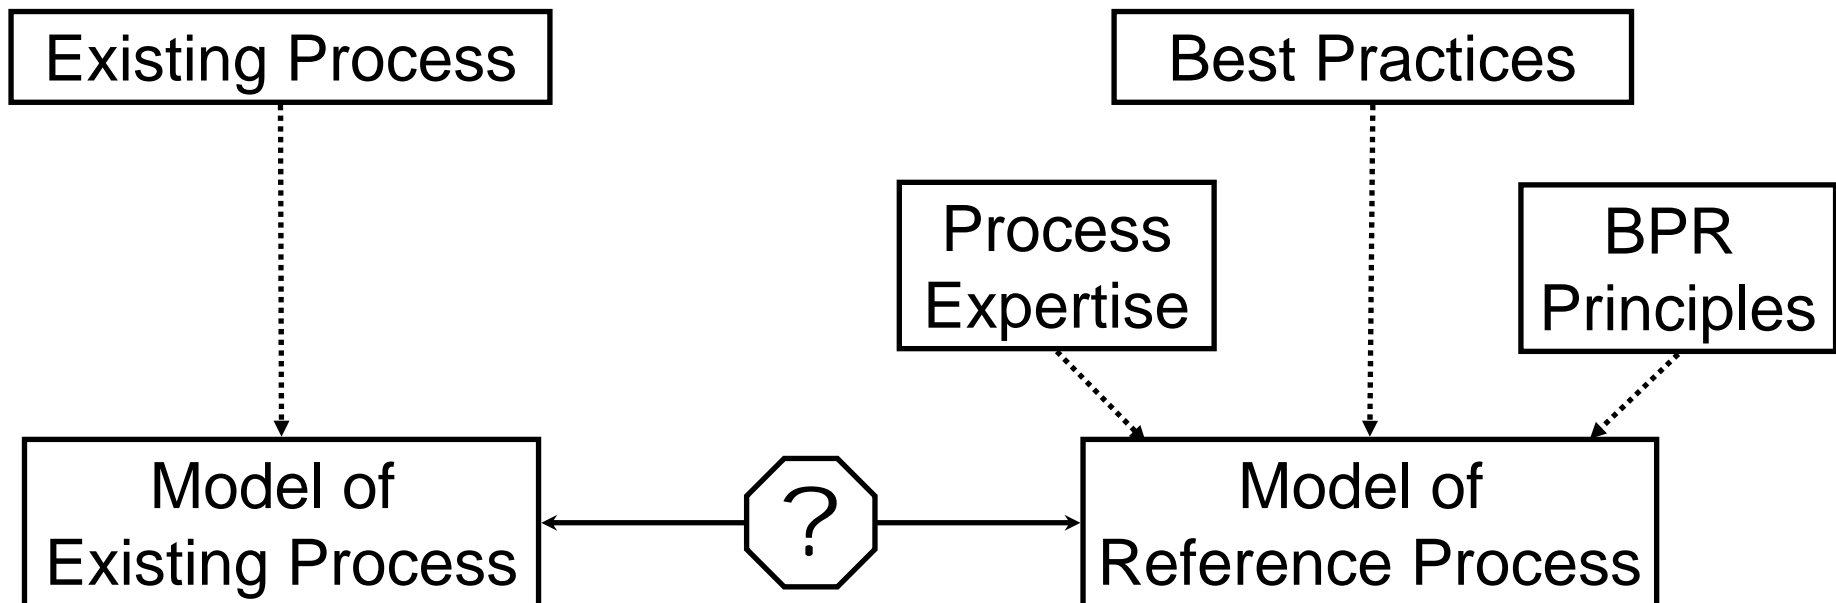 Existing Process
Best Practices
Process
Expertise
BPR
Principles
Model of
Existing Process
?
Model of
Reference Process